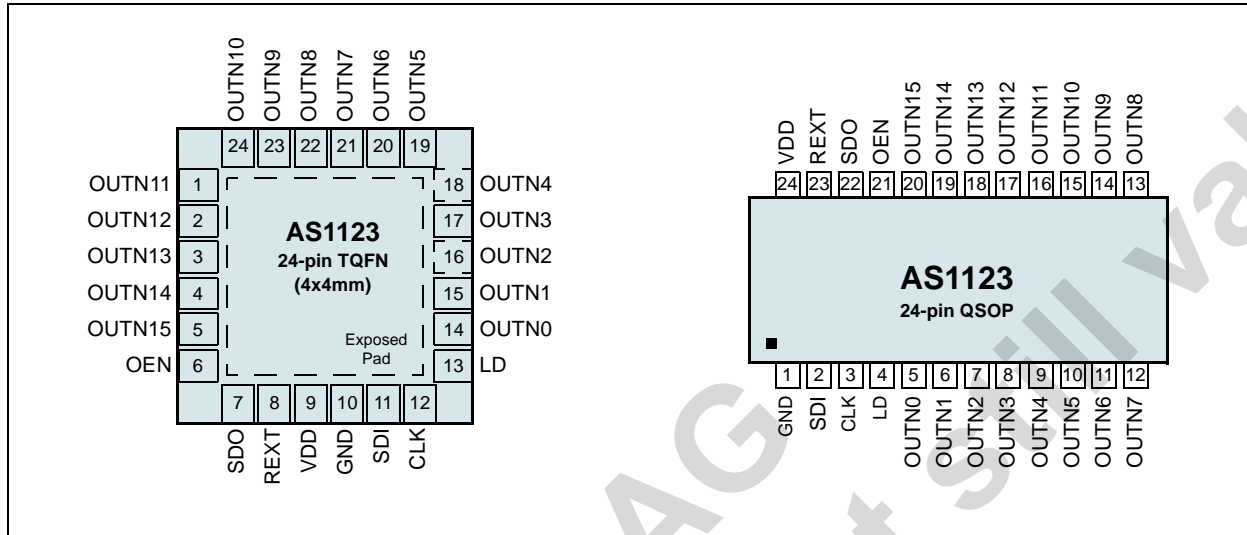 OUTN10 OUTN9 OUTN8 OUTN7 OUTN6 OUTN5
24 23 22 21 20 19
OUTN11 1
OUTN12 2
OUTN13 3
OUTN14 4
OUTN15 5
OEN 6
AS1123
24-pin TQFN
(4x4mm)
Exposed
Pad
18 OUTN4
17 OUTN3
16 OUTN2
15 OUTN1
14 OUTN0
13 LD
7 8 9 10 11 12
SDO REXT VDD GND SDI CLK
VDD REXT SDO OEN OUTN15 OUTN14 OUTN13 OUTN12 OUTN11 OUTN10 OUTN9 OUTN8
24 23 22 21 20 19 18 17 16 15 14 13
AS1123
24-pin QSOP
1 2 3 4 5 6 7 8 9 10 11 12
GND SDI CLK LD OUTN0 OUTN1 OUTN2 OUTN3 OUTN4 OUTN5 OUTN6 OUTN7
AG
still